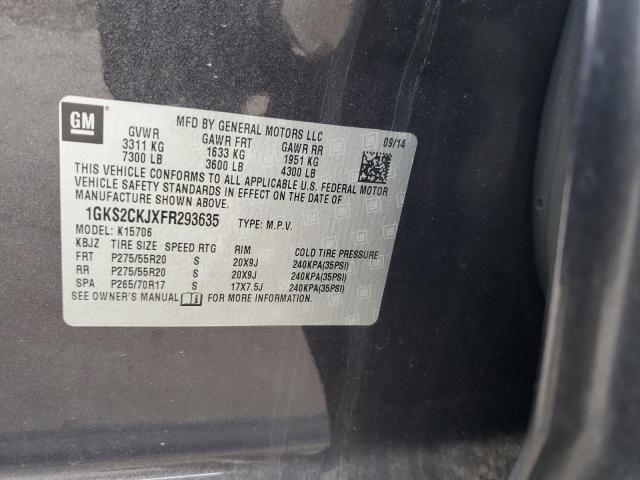 GM
MFD BY GENERAL MOTORS LLC
09/14
GVWR GAWR FRT GAWR RR
3311 KG 1633 KG 1951 KG
7300 LB 3600 LB 4300 LB
THIS VEHICLE CONFORMS TO ALL APPLICABLE U.S. FEDERAL MOTOR
VEHICLE SAFETY STANDARDS IN EFFECT ON THE DATE OF
MANUFACTURE SHOWN ABOVE.
1GKS2CKJXFR293635 TYPE: M.P.V.
MODEL: K15706
KBJZ TIRE SIZE SPEED RTG RIM COLD TIRE PRESSURE
FRT P275/55R20 S 20X9J 240KPA(35PSI)
RR P275/55R20 S 20X9J 240KPA(35PSI)
SPA P265/70R17 S 17X7.5J 240KPA(35PSI)
SEE OWNER'S MANUAL FOR MORE INFORMATION